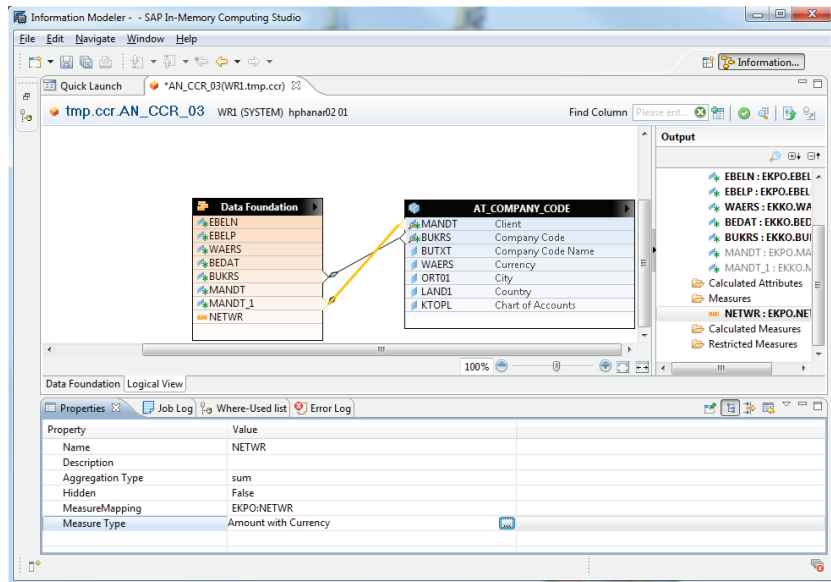 Information Modeler - - SAP In-Memory Computing Studio
File Edit Navigate Window Help
Information...
Quick Launch
*AN_CCR_03(WR1.tmp.ccr)
tmp.ccr.AN_CCR_03 WR1 (SYSTEM) hphanar02 01
Find Column Please ent...
Output
EBELN : EKPO.EBEL
EBELP : EKPO.EBEL
WAERS : EKKO.WA
BEDAT : EKKO.BED
BUKRS : EKKO.BUI
MANDT : EKPO.MA
MANDT_1 : EKKO.N
Calculated Attributes
Measures
NETWR : EKPO.NET
Calculated Measures
Restricted Measures
Data Foundation
EBELN
EBELP
WAERS
BEDAT
BUKRS
MANDT
MANDT_1
NETWR
AT_COMPANY_CODE
MANDT Client
BUKRS Company Code
BUTXT Company Code Name
WAERS Currency
ORT01 City
LAND1 Country
KTOPL Chart of Accounts
100%
Data Foundation Logical View
Properties Job Log Where-Used list Error Log
Property Value
Name NETWR
Description
Aggregation Type sum
Hidden False
MeasureMapping EKPO:NETWR
Measure Type Amount with Currency ...